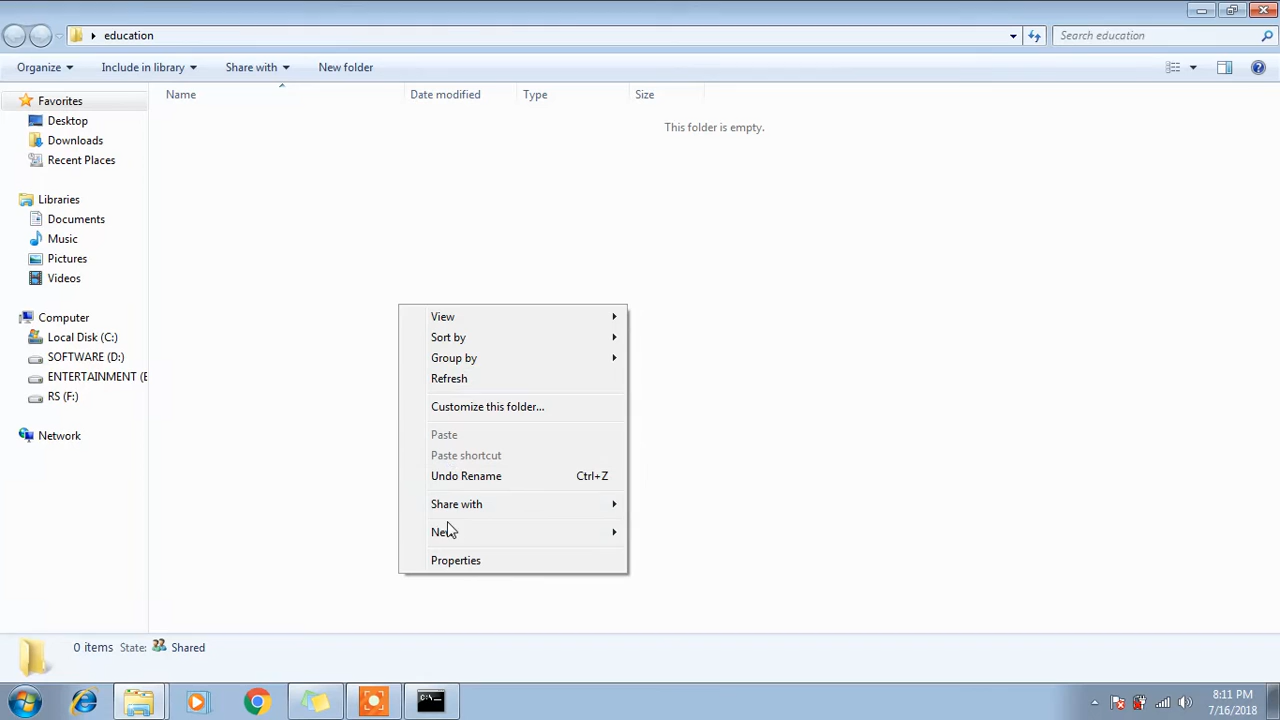 education
Search education
Organize
Include in library
Share with
New folder
Name
Date modified
Type
Size
This folder is empty.
Favorites
Desktop
Downloads
Recent Places
Libraries
Documents
Music
Pictures
Videos
Computer
Local Disk (C:)
SOFTWARE (D:)
ENTERTAINMENT (E
RS (F:)
Network
View
Sort by
Group by
Refresh
Customize this folder...
Paste
Paste shortcut
Undo Rename Ctrl+Z
Share with
New
Properties
0 items State: Shared
8:11 PM
7/16/2018